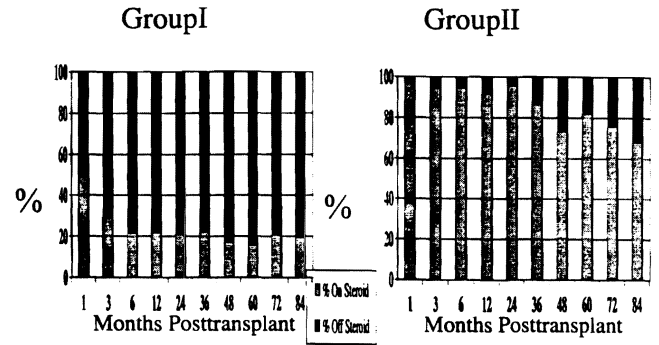 GroupI
GroupII
100
80
60
40
20
0
%
1 3 6 12 24 36 48 60 72 84
Months Posttransplant
% On Steroid
% Off Steroid
100
80
60
40
20
0
%
1 3 6 12 24 36 48 60 72 84
Months Posttransplant